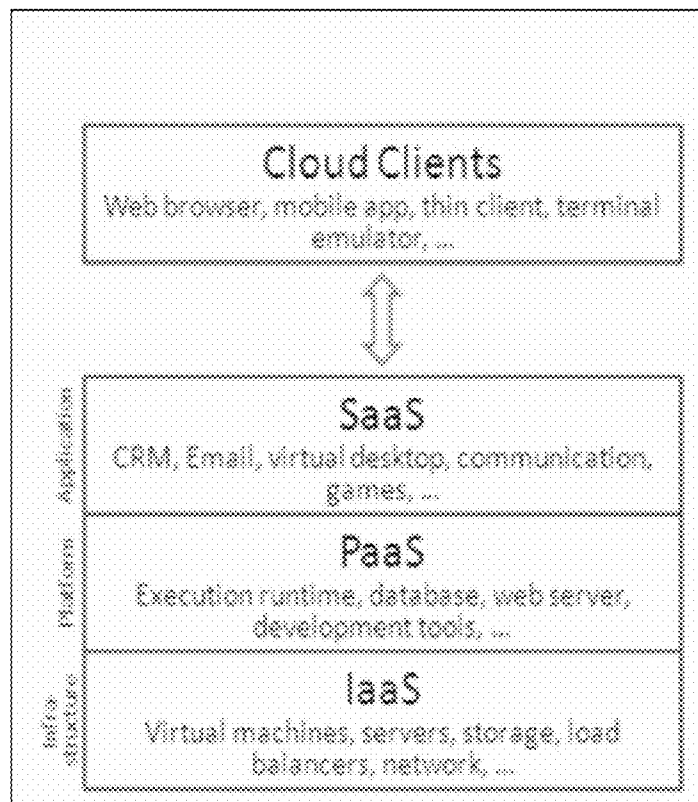 Cloud Clients
Web browser, mobile app, thin client, terminal
emulator, ...
Application
SaaS
CRM, Email, virtual desktop, communication,
games, ...
Platform
PaaS
Execution runtime, database, web server,
development tools, ...
Infra-
structure
IaaS
Virtual machines, servers, storage, load
balancers, network, ...